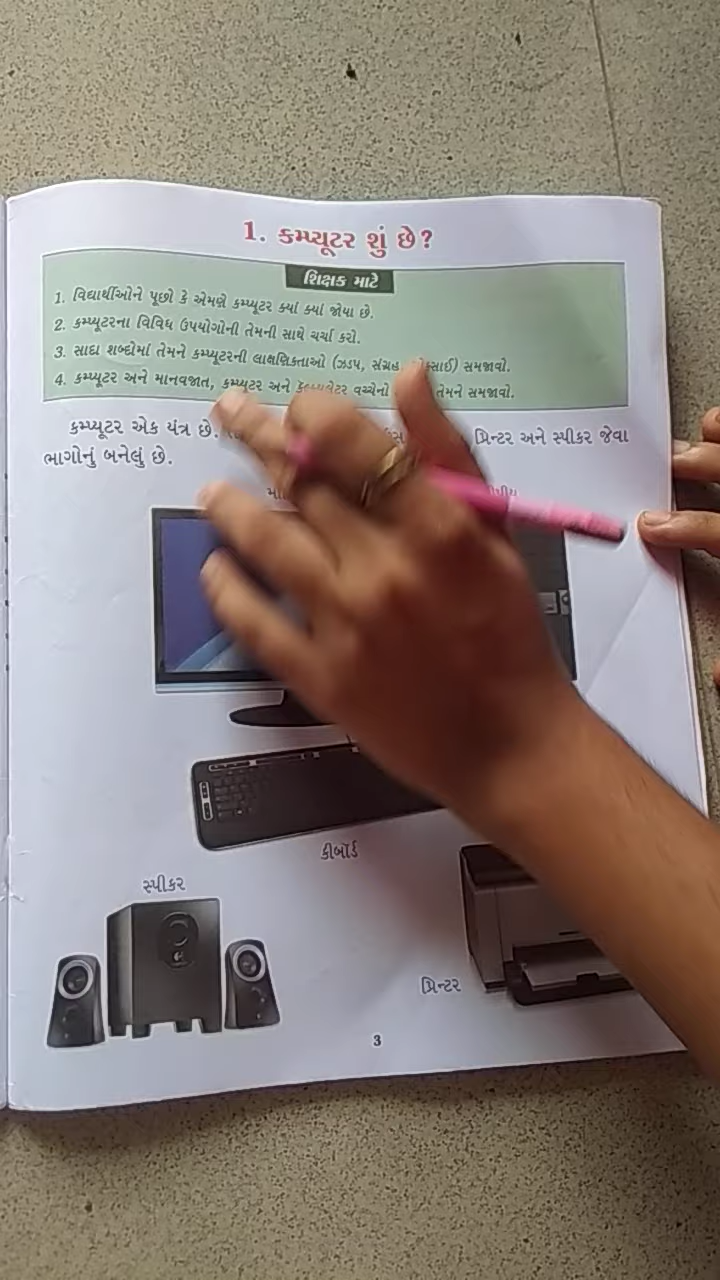 1. કમ્પ્યૂટર શું છે?
શિક્ષક માટે
1. વિદ્યાર્થીઓને પૂછો કે એમણે કમ્પ્યૂટર ક્યાં ક્યાં જોયા છે.
2. કમ્પ્યૂટરના વિવિધ ઉપયોગોની તેમની સાથે ચર્ચા કરો.
3. સાદા શબ્દોમાં તેમને કમ્પ્યૂટરની લાક્ષણિકતાઓ (ઝડપ, સંગ્રહ, સમજાવો.
4. કમ્પ્યૂટર અને માનવજાત, કમ્પ્યૂટર અને વચ્ચેનો તેમને સમજાવો.
કમ્પ્યૂટર એક યંત્ર છે. પ્રિન્ટર અને સ્પીકર જેવા
ભાગોનું બનેલું છે.
કીબૉર્ડ
સ્પીકર
પ્રિન્ટર
3